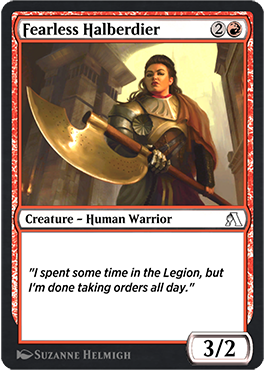 Fearless Halberdier 2
Creature – Human Warrior
"I spent some time in the Legion, but
I'm done taking orders all day."
3/2
Suzanne Helmigh